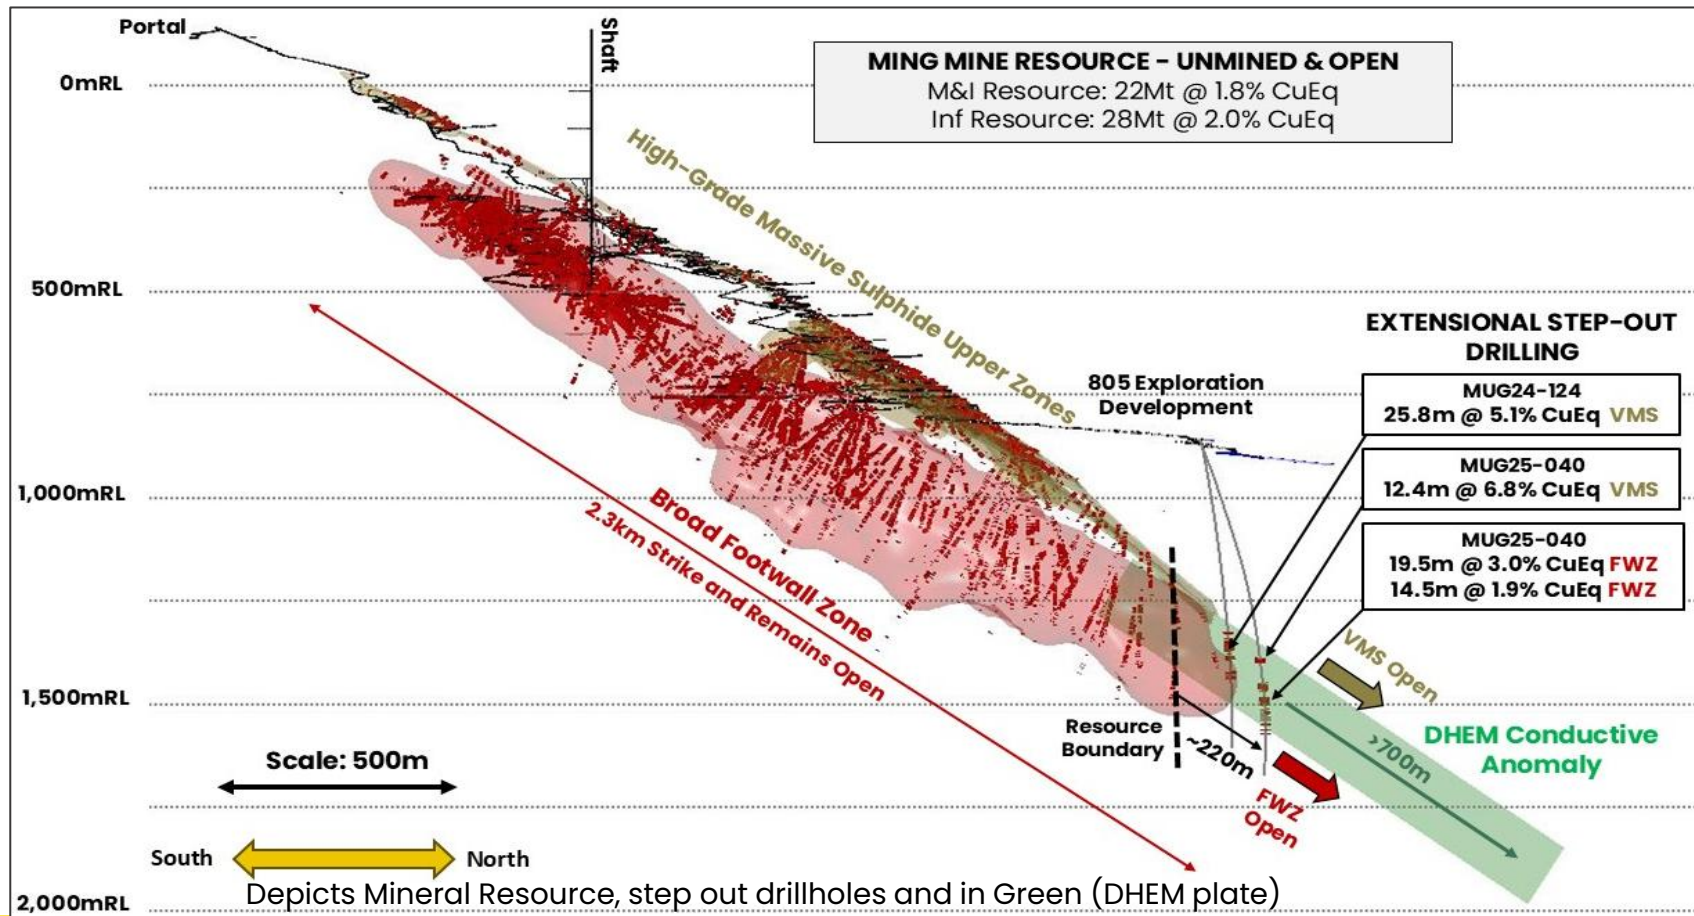 Portal
Shaft
0mRL
MING MINE RESOURCE - UNMINED & OPEN
M&I Resource: 22Mt @ 1.8% CuEq
Inf Resource: 28Mt @ 2.0% CuEq
High-Grade Massive Sulphide Upper Zones
500mRL
EXTENSIONAL STEP-OUT
DRILLING
805 Exploration
Development
MUG24-124
25.8m @ 5.1% CuEq VMS
MUG25-040
12.4m @ 6.8% CuEq VMS
MUG25-040
19.5m @ 3.0% CuEq FWZ
14.5m @ 1.9% CuEq FWZ
1,000mRL
Broad Footwall Zone
2.3km Strike and Remains Open
VMS Open
1,500mRL
Resource
Boundary
~220m
>700m
DHEM Conductive
Anomaly
FWZ
Open
Scale: 500m
South
North
Depicts Mineral Resource, step out drillholes and in Green (DHEM plate)
2,000mRL